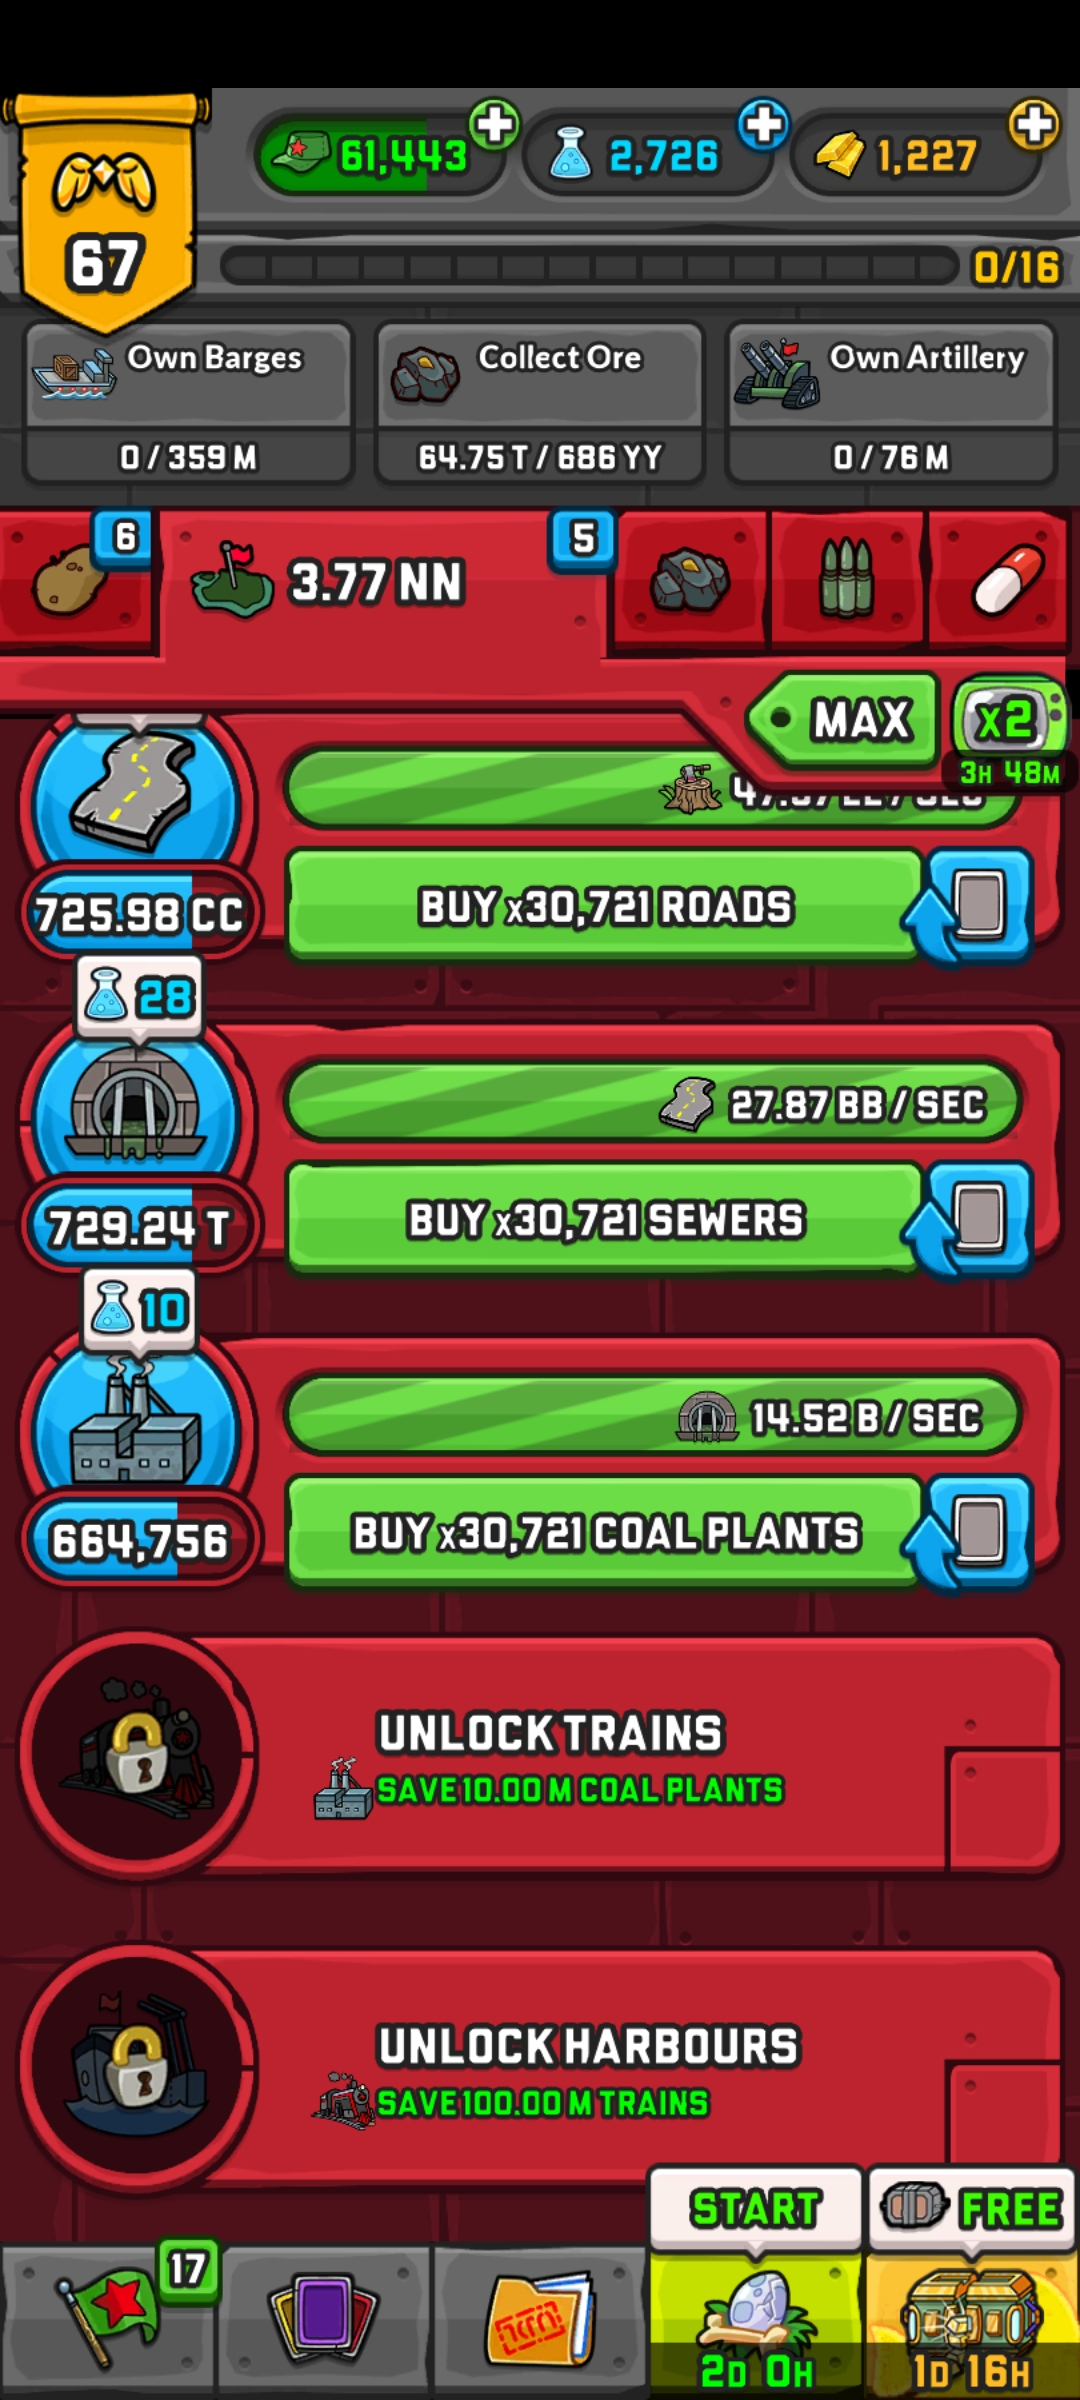 61,443
2,726
1,227
67
0/16
Own Barges
0 / 359 M
Collect Ore
64.75 T / 686 YY
Own Artillery
0 / 76 M
6
3.77 NN
5
MAX
x2
3H 48M
725.98 CC
BUY x30,721 ROADS
28
27.87 BB / SEC
729.24 T
BUY x30,721 SEWERS
10
14.52 B / SEC
664,756
BUY x30,721 COAL PLANTS
UNLOCK TRAINS
SAVE 10.00 M COAL PLANTS
UNLOCK HARBOURS
SAVE 100.00 M TRAINS
START
FREE
17
2D 0H
1D 16H